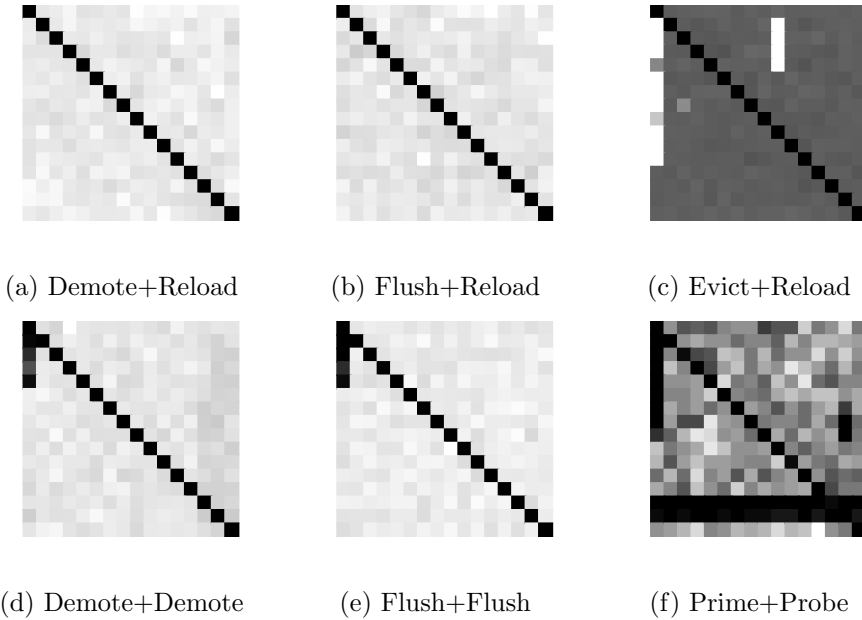 (a) Demote+Reload
(b) Flush+Reload
(c) Evict+Reload
(d) Demote+Demote
(e) Flush+Flush
(f) Prime+Probe